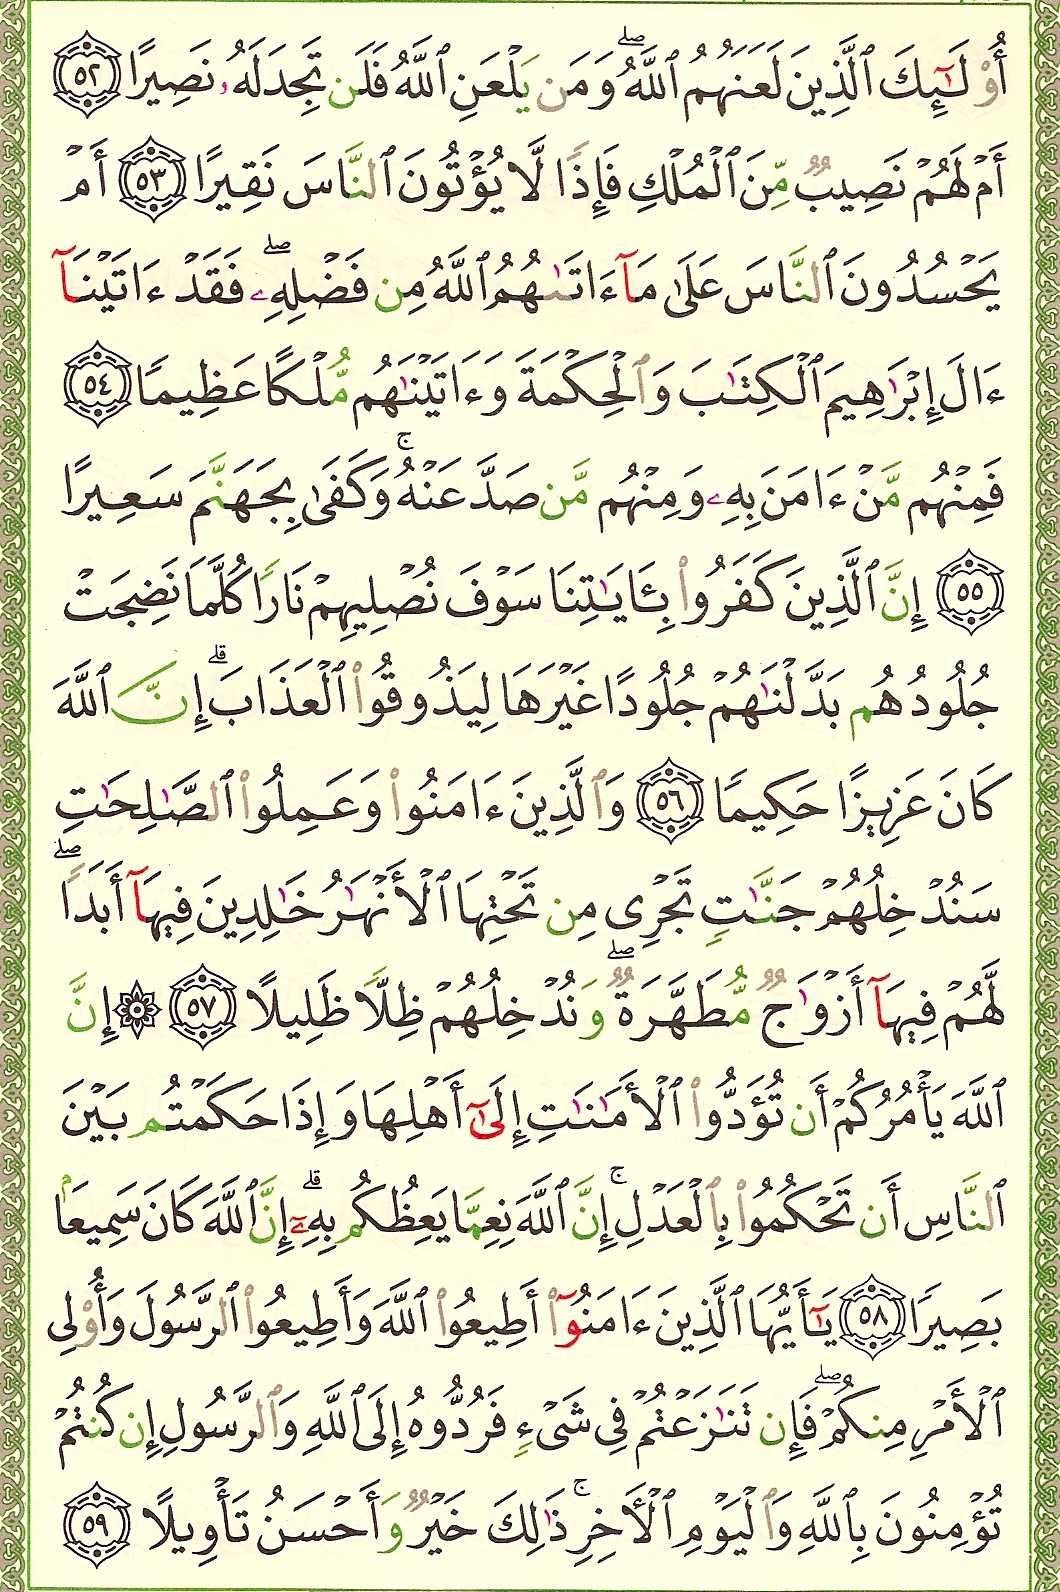 أُوْلَٰٓئِكَ ٱلَّذِينَ لَعَنَهُمُ ٱللَّهُۖ وَمَن يَلْعَنِ ٱللَّهُ فَلَن تَجِدَ لَهُۥ نَصِيرًا ٥٢
أَمْ لَهُمْ نَصِيبٌ مِّنَ ٱلْمُلْكِ فَإِذًا لَّا يُؤْتُونَ ٱلنَّاسَ نَقِيرًا ٥٣ أَمْ
يَحْسُدُونَ ٱلنَّاسَ عَلَىٰ مَآ ءَاتَىٰهُمُ ٱللَّهُ مِن فَضْلِهِۦۖ فَقَدْ ءَاتَيْنَآ
ءَالَ إِبْرَٰهِيمَ ٱلْكِتَٰبَ وَٱلْحِكْمَةَ وَءَاتَيْنَٰهُم مُّلْكًا عَظِيمًا ٥٤
فَمِنْهُم مَّنْ ءَامَنَ بِهِۦ وَمِنْهُم مَّن صَدَّ عَنْهُۚ وَكَفَىٰ بِجَهَنَّمَ سَعِيرًا
٥٥ إِنَّ ٱلَّذِينَ كَفَرُوا۟ بِـَٔايَٰتِنَا سَوْفَ نُصْلِيهِمْ نَارًا كُلَّمَا نَضِجَتْ
جُلُودُهُم بَدَّلْنَٰهُمْ جُلُودًا غَيْرَهَا لِيَذُوقُوا۟ ٱلْعَذَابَۗ إِنَّ ٱللَّهَ
كَانَ عَزِيزًا حَكِيمًا ٥٦ وَٱلَّذِينَ ءَامَنُوا۟ وَعَمِلُوا۟ ٱلصَّٰلِحَٰتِ
سَنُدْخِلُهُمْ جَنَّٰتٍ تَجْرِى مِن تَحْتِهَا ٱلْأَنْهَٰرُ خَٰلِدِينَ فِيهَآ أَبَدًاۖ
لَّهُمْ فِيهَآ أَزْوَٰجٌ مُّطَهَّرَةٌۖ وَنُدْخِلُهُمْ ظِلًّا ظَلِيلًا ٥٧ ۞ إِنَّ
ٱللَّهَ يَأْمُرُكُمْ أَن تُؤَدُّوا۟ ٱلْأَمَٰنَٰتِ إِلَىٰٓ أَهْلِهَا وَإِذَا حَكَمْتُم بَيْنَ
ٱلنَّاسِ أَن تَحْكُمُوا۟ بِٱلْعَدْلِۚ إِنَّ ٱللَّهَ نِعِمَّا يَعِظُكُم بِهِۦٓۗ إِنَّ ٱللَّهَ كَانَ سَمِيعًۢا
بَصِيرًا ٥٨ يَٰٓأَيُّهَا ٱلَّذِينَ ءَامَنُوٓا۟ أَطِيعُوا۟ ٱللَّهَ وَأَطِيعُوا۟ ٱلرَّسُولَ وَأُو۟لِى
ٱلْأَمْرِ مِنكُمْۖ فَإِن تَنَٰزَعْتُمْ فِى شَىْءٍ فَرُدُّوهُ إِلَى ٱللَّهِ وَٱلرَّسُولِ إِن كُنتُمْ
تُؤْمِنُونَ بِٱللَّهِ وَٱلْيَوْمِ ٱلْأَخِرِۚ ذَٰلِكَ خَيْرٌ وَأَحْسَنُ تَأْوِيلًا ٥٩